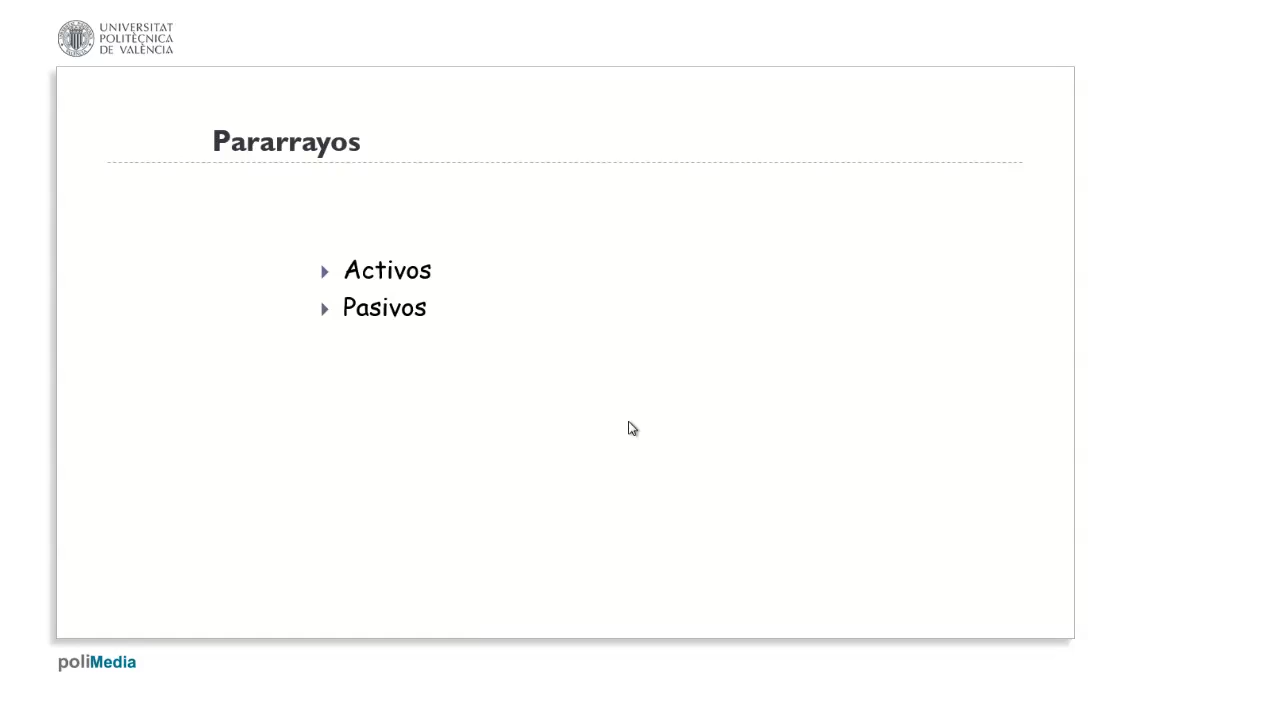 UNIVERSITAT
POLITÈCNICA
DE VALÈNCIA
Pararrayos
Activos
Pasivos
poliMedia